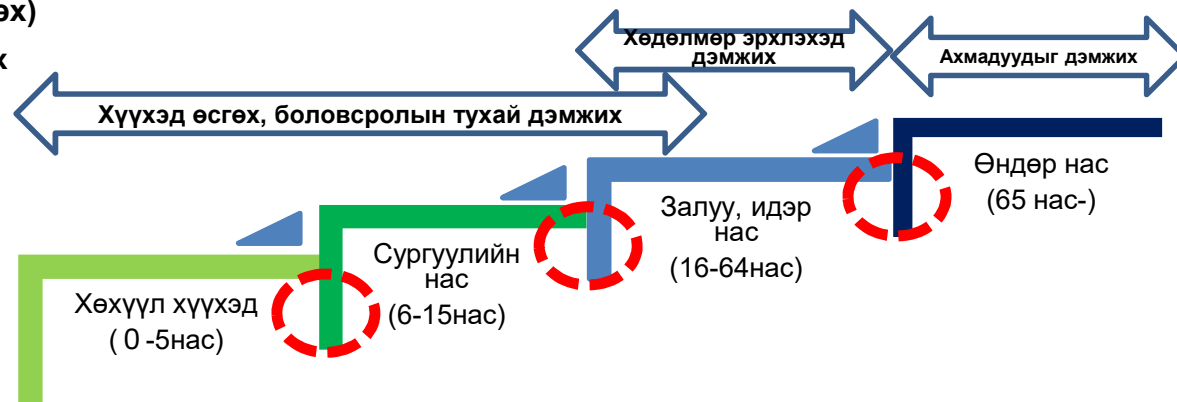 эх)
х
Хөдөлмөр эрхлэхэд
дэмжих
Ахмадуудыг дэмжих
Хүүхэд өсгөх, боловсролын тухай дэмжих
Өндөр нас
(65 нас-)
Залуу, идэр
нас
(16-64нас)
Сургуулийн
нас
(6-15нас)
Хөхүүл хүүхэд
( 0 -5нас)